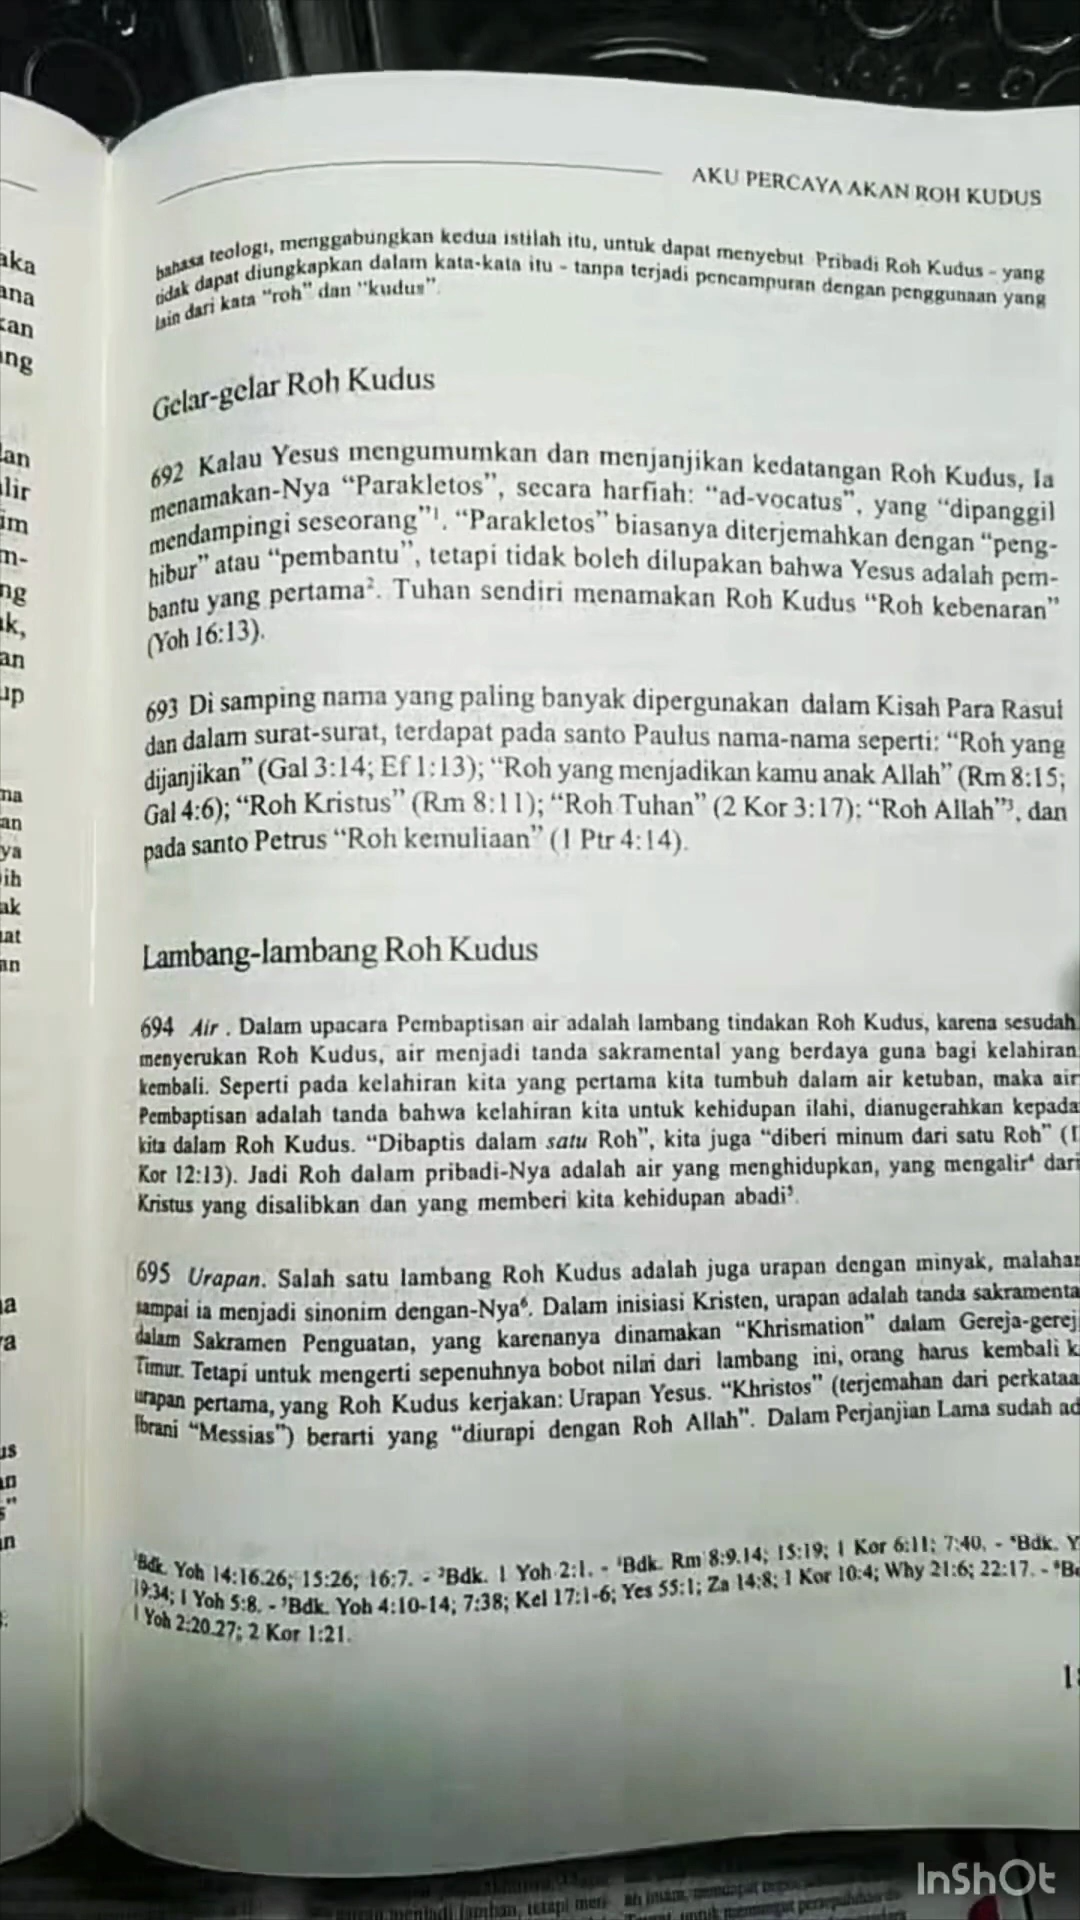 AKU PERCAYA AKAN ROH KUDUS
bahasa teologi, menggabungkan kedua istilah itu, untuk dapat menyebut Pribadi Roh Kudus - yang
tidak dapat diungkapkan dalam kata-kata itu - tanpa terjadi pencampuran dengan penggunaan yang
lain dari kata “roh” dan “kudus”.
Gelar-gelar Roh Kudus
692 Kalau Yesus mengumumkan dan menjanjikan kedatangan Roh Kudus, Ia
menamakan-Nya “Parakletos”, secara harfiah: “ad-vocatus”, yang “dipanggil
mendampingi seseorang”¹. “Parakletos” biasanya diterjemahkan dengan “peng-
hibur” atau “pembantu”, tetapi tidak boleh dilupakan bahwa Yesus adalah pem-
bantu yang pertama². Tuhan sendiri menamakan Roh Kudus “Roh kebenaran”
(Yoh 16:13).
693 Di samping nama yang paling banyak dipergunakan dalam Kisah Para Rasul
dan dalam surat-surat, terdapat pada santo Paulus nama-nama seperti: “Roh yang
dijanjikan” (Gal 3:14; Ef 1:13); “Roh yang menjadikan kamu anak Allah” (Rm 8:15;
Gal 4:6); “Roh Kristus” (Rm 8:11); “Roh Tuhan” (2 Kor 3:17); “Roh Allah”³, dan
pada santo Petrus “Roh kemuliaan” (1 Ptr 4:14).
Lambang-lambang Roh Kudus
694 Air . Dalam upacara Pembaptisan air adalah lambang tindakan Roh Kudus, karena sesudah
menyerukan Roh Kudus, air menjadi tanda sakramental yang berdaya guna bagi kelahiran
kembali. Seperti pada kelahiran kita yang pertama kita tumbuh dalam air ketuban, maka air
Pembaptisan adalah tanda bahwa kelahiran kita untuk kehidupan ilahi, dianugerahkan kepada
kita dalam Roh Kudus. “Dibaptis dalam satu Roh”, kita juga “diberi minum dari satu Roh” (1
Kor 12:13). Jadi Roh dalam pribadi-Nya adalah air yang menghidupkan, yang mengalir⁴ dari
Kristus yang disalibkan dan yang memberi kita kehidupan abadi⁵.
695 Urapan. Salah satu lambang Roh Kudus adalah juga urapan dengan minyak, malahan
sampai ia menjadi sinonim dengan-Nya⁶. Dalam inisiasi Kristen, urapan adalah tanda sakramenta
dalam Sakramen Penguatan, yang karenanya dinamakan “Khrismation” dalam Gereja-gerej
Timur. Tetapi untuk mengerti sepenuhnya bobot nilai dari lambang ini, orang harus kembali k
urapan pertama, yang Roh Kudus kerjakan: Urapan Yesus. “Khristos” (terjemahan dari perkataa
Ibrani “Messias”) berarti yang “diurapi dengan Roh Allah”. Dalam Perjanjian Lama sudah ad
¹Bdk. Yoh 14:16.26; 15:26; 16:7. - ²Bdk. 1 Yoh 2:1. - ³Bdk. Rm 8:9.14; 15:19; 1 Kor 6:11; 7:40. - ⁴Bdk. Y
19:34; 1 Yoh 5:8. - ⁵Bdk. Yoh 4:10-14; 7:38; Kel 17:1-6; Yes 55:1; Za 14:8; 1 Kor 10:4; Why 21:6; 22:17. - ⁶B
1 Yoh 2:20.27; 2 Kor 1:21.
InShOt